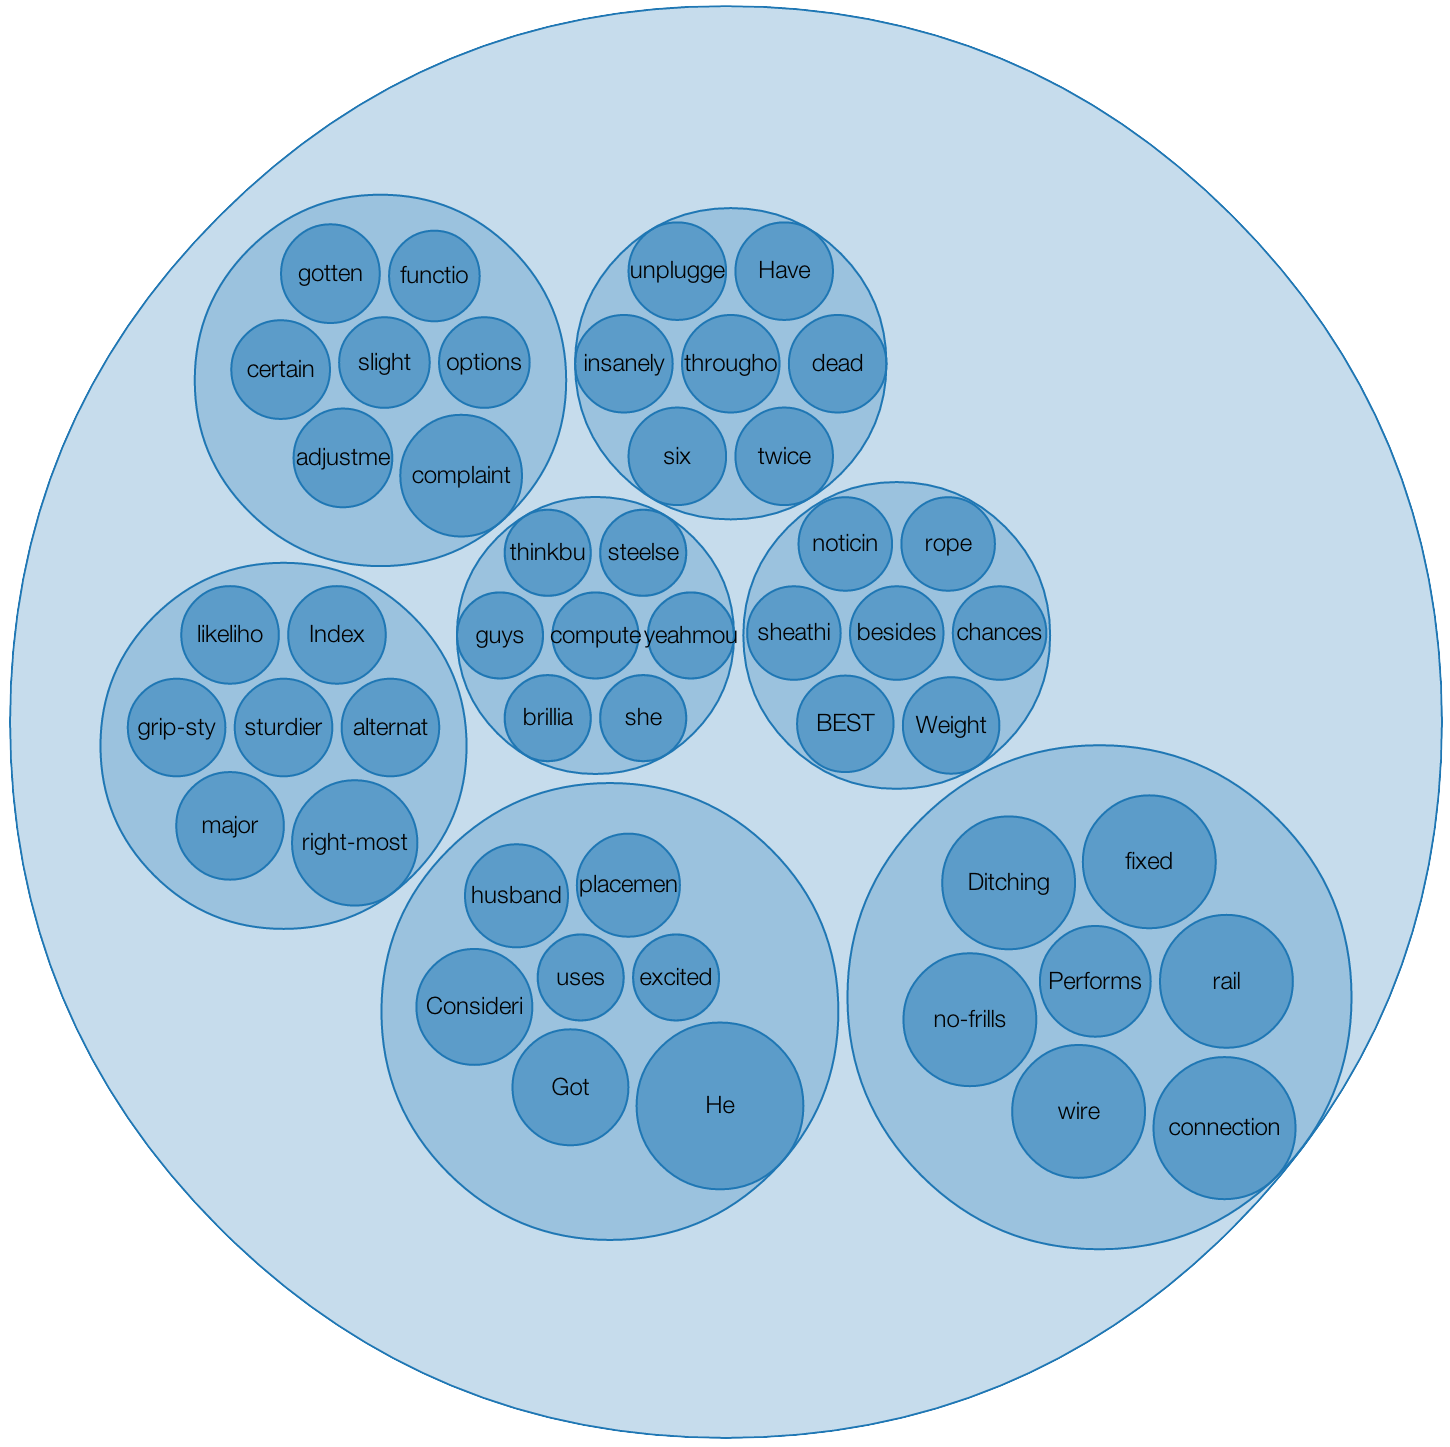 gotten
functio
certain
slight
options
adjustme
complaint
unplugge
Have
insanely
througho
dead
six
twice
thinkbu
steelse
guys
compute
yeahmou
brillia
she
noticin
rope
sheathi
besides
chances
BEST
Weight
likeliho
Index
grip-sty
sturdier
alternat
major
right-most
husband
placemen
uses
excited
Consideri
Got
He
Ditching
fixed
Performs
rail
no-frills
wire
connection